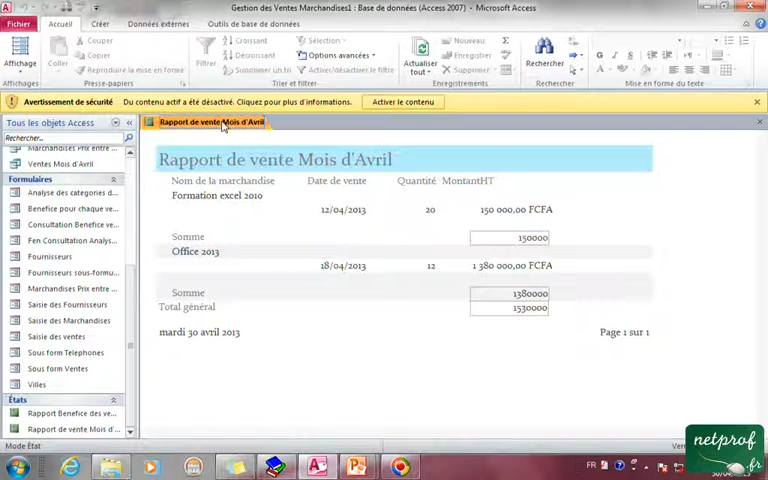 Gestion des Ventes Marchandises1 : Base de données (Access 2007) - Microsoft Access
Fichier Accueil Créer Données externes Outils de base de données
Affichage
Coller
Couper
Copier
Reproduire la mise en forme
Presse-papiers
Filtrer
Croissant
Décroissant
Supprimer un tri
Sélection
Options avancées
Activer/désactiver le filtre
Trier et filtrer
Actualiser tout
Nouveau
Enregistrer
Supprimer
Enregistrements
Rechercher
Rechercher
G I S
Mise en forme du texte
Avertissement de sécurité Du contenu actif a été désactivé. Cliquez pour plus d'informations. Activer le contenu
Tous les objets Access
Rechercher...
Marchandises Prix entre ...
Ventes Mois d'Avril
Formulaires
Analyse des categories d...
Benefice pour chaque ve...
Consultation Benefice ve...
Fen Consultation Analys...
Fournisseurs
Fournisseurs sous-formu...
Marchandises Prix entre ...
Saisie des Fournisseurs
Saisie des Marchandises
Saisie des ventes
Sous form Telephones
Sous form Ventes
Villes
États
Rapport Benefice des ve...
Rapport de vente Mois d'...
Rapport de vente Mois d'Avril
Rapport de vente Mois d'Avril
Nom de la marchandise Date de vente Quantité MontantHT
Formation excel 2010
12/04/2013 20 150 000,00 FCFA
Somme 150000
Office 2013
18/04/2013 12 1 380 000,00 FCFA
Somme 1380000
Total général 1530000
mardi 30 avril 2013 Page 1 sur 1
Mode État
FR
netprof
.fr